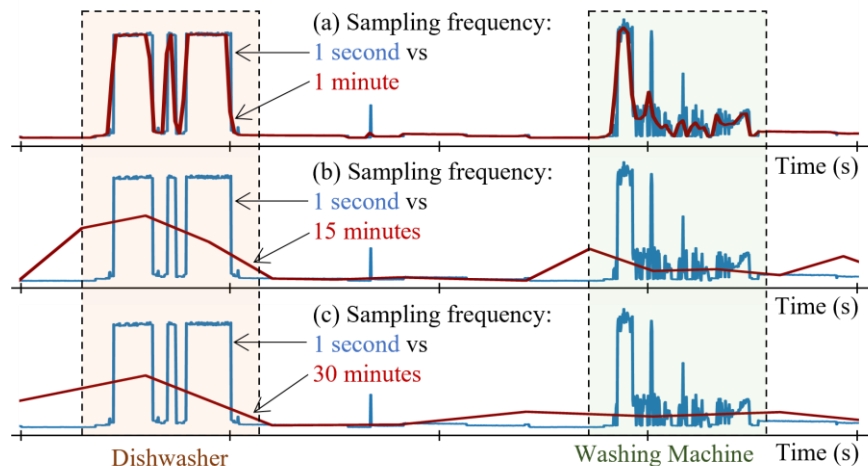 (a) Sampling frequency:
1 second vs
1 minute
Time (s)
(b) Sampling frequency:
1 second vs
15 minutes
Time (s)
(c) Sampling frequency:
1 second vs
30 minutes
Dishwasher
Washing Machine
Time (s)